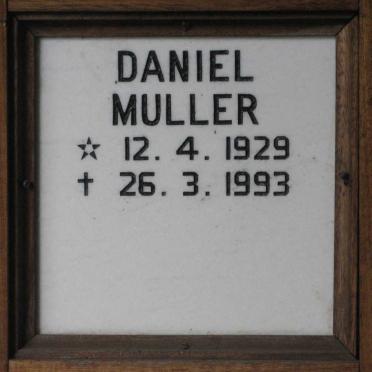 DANIEL
MULLER
☆ 12. 4. 1929
† 26. 3. 1993